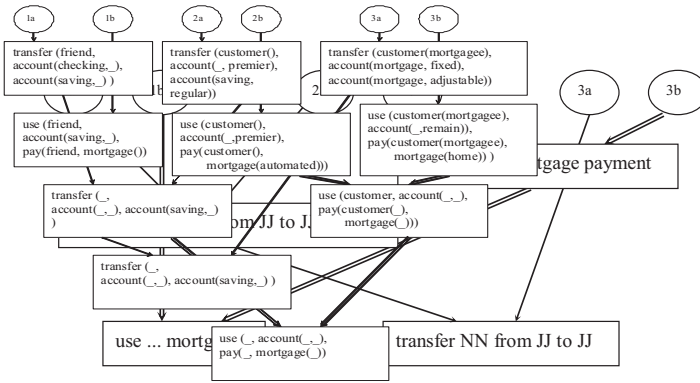 1a 1b 2a 2b 3a 3b
transfer (friend,
account(checking,_),
account(saving,_) )
transfer (customer(),
account(_, premier),
account(saving,
regular))
transfer (customer(mortgagee),
account(mortgage, fixed),
account(mortgage, adjustable))
3a 3b
use (friend,
account(saving,_),
pay(friend, mortgage())
use (customer(),
account(_,premier),
pay(customer(),
mortgage(automated)))
use (customer(mortgagee),
account(_,remain)),
pay(customer(mortgagee),
mortgage(home)) )
payment
transfer (_,
account(_,_), account(saving,_)
)
use (customer, account(_,_),
pay(customer(_),
mortgage(_)))
from JJ to JJ
transfer (_,
account(_,_), account(saving,_) )
use ...
use (_, account(_,_),
pay(_, mortgage(_))
transfer NN from JJ to JJ